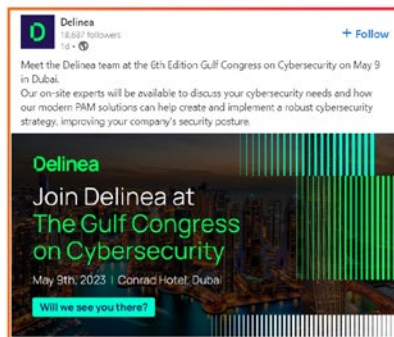 Delinea
18,687 followers
1d •
+ Follow
Meet the Delinea team at the 6th Edition Gulf Congress on Cybersecurity on May 9
in Dubai.
Our on-site experts will be available to discuss your cybersecurity needs and how
our modern PAM solutions can help create and implement a robust cybersecurity
strategy, improving your company's security posture.
Delinea
Join Delinea at
The Gulf Congress
on Cybersecurity
May 9th, 2023 | Conrad Hotel, Dubai
Will we see you there?